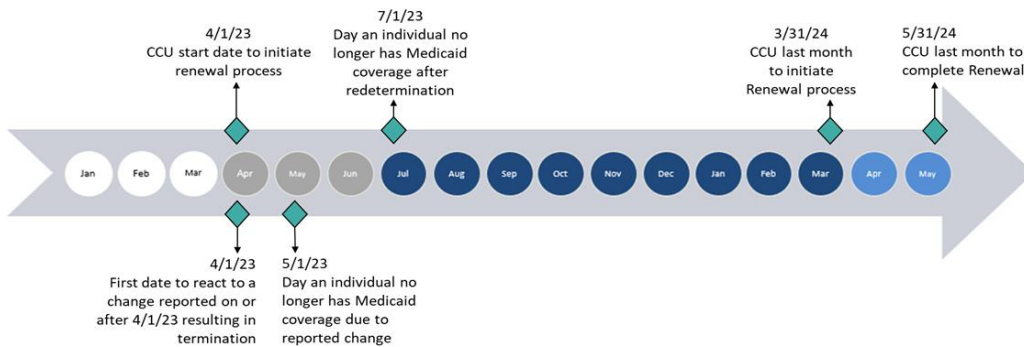 4/1/23
CCU start date to initiate
renewal process
7/1/23
Day an individual no
longer has Medicaid
coverage after
redetermination
3/31/24
CCU last month
to initiate
Renewal process
5/31/24
CCU last month to
complete Renewal
Jan
Feb
Mar
Apr
May
Jun
Jul
Aug
Sep
Oct
Nov
Dec
Jan
Feb
Mar
Apr
May
4/1/23
First date to react to a
change reported on or
after 4/1/23 resulting in
termination
5/1/23
Day an individual no
longer has Medicaid
coverage due to
reported change